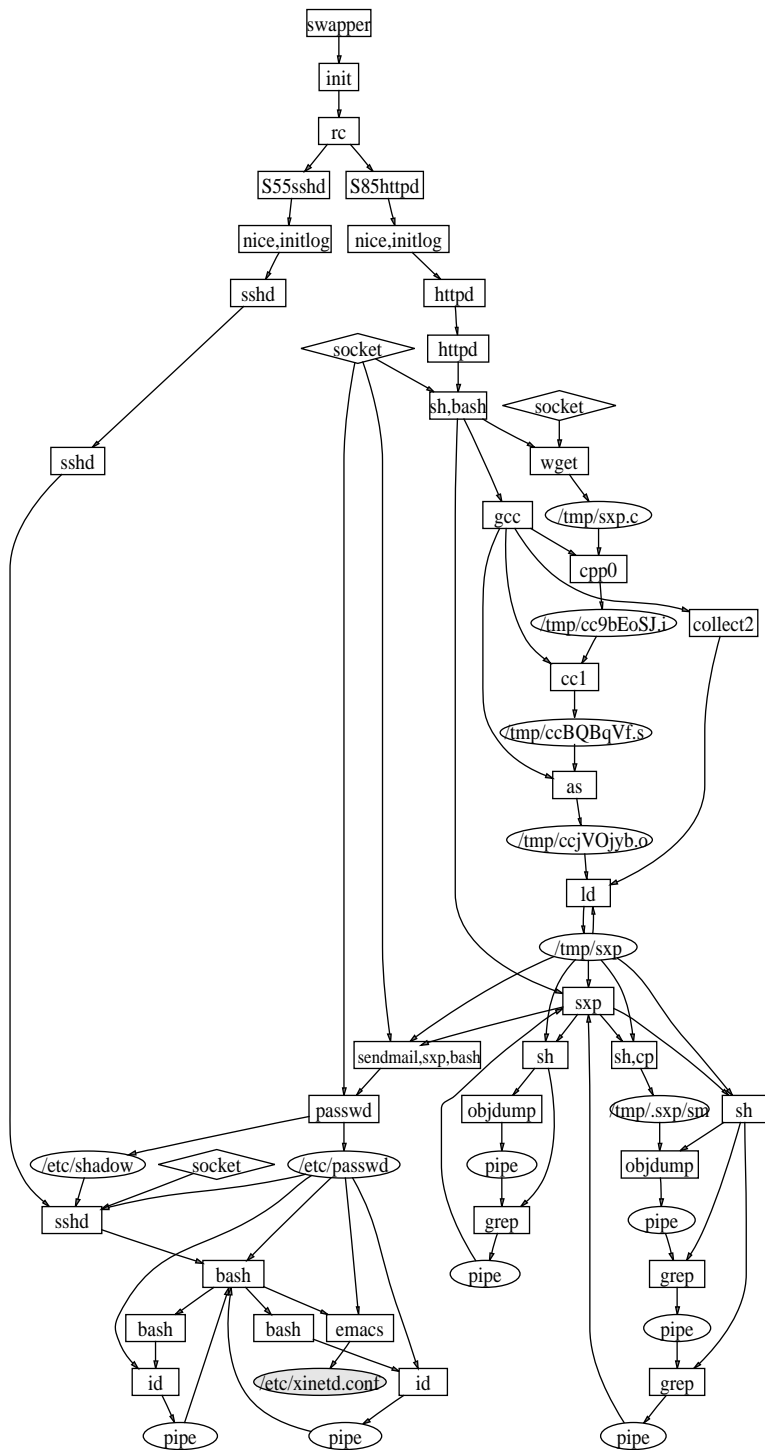 swapper
init
rc
S55sshd
S85httpd
nice,initlog
nice,initlog
sshd
httpd
socket
httpd
sh,bash
socket
sshd
wget
gcc
/tmp/sxp.c
cpp0
/tmp/cc9bEoSJ.i
collect2
cc1
/tmp/ccBQBqVf.s
as
/tmp/ccjVOjyb.o
ld
/tmp/sxp
sxp
sendmail,sxp,bash
sh
sh,cp
passwd
objdump
/tmp/.sxp/sm
sh
/etc/shadow
socket
/etc/passwd
pipe
objdump
sshd
grep
pipe
bash
pipe
grep
bash
bash
emacs
pipe
id
/etc/xinetd.conf
id
grep
pipe
pipe
pipe